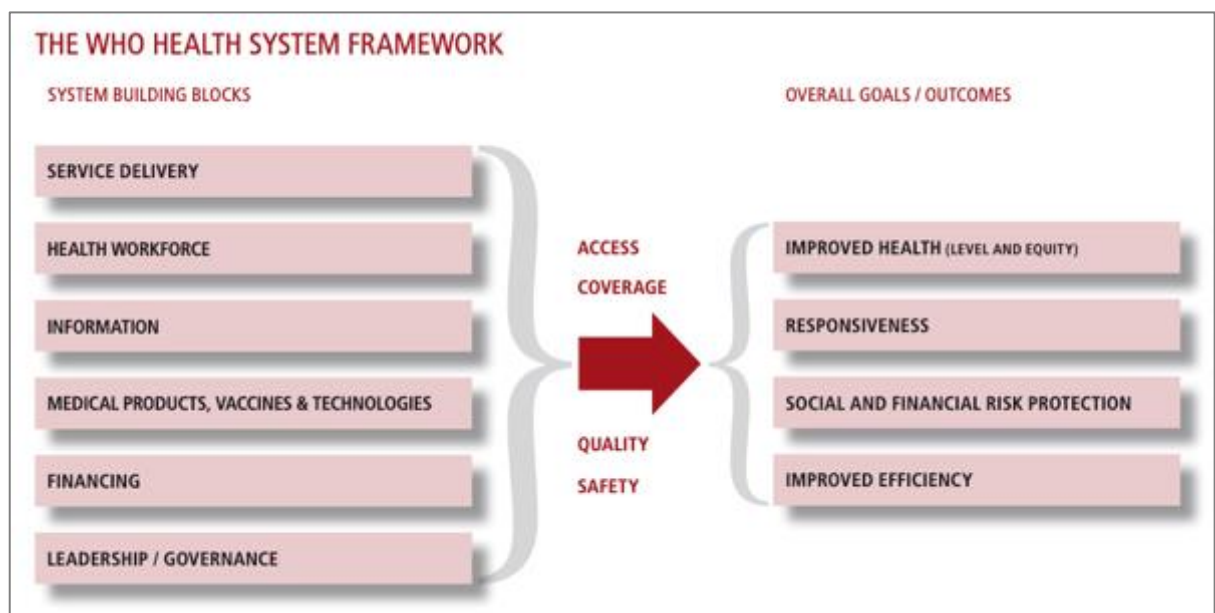 THE WHO HEALTH SYSTEM FRAMEWORK
SYSTEM BUILDING BLOCKS
OVERALL GOALS / OUTCOMES
SERVICE DELIVERY
HEALTH WORKFORCE
INFORMATION
MEDICAL PRODUCTS, VACCINES & TECHNOLOGIES
FINANCING
LEADERSHIP / GOVERNANCE
ACCESS
COVERAGE
QUALITY
SAFETY
IMPROVED HEALTH (LEVEL AND EQUITY)
RESPONSIVENESS
SOCIAL AND FINANCIAL RISK PROTECTION
IMPROVED EFFICIENCY